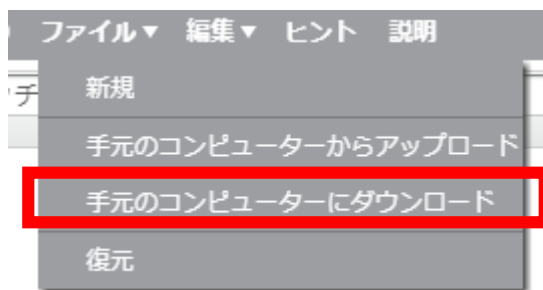 ファイル▼ 編集▼ ヒント 説明
チ
新規
手元のコンピューターからアップロード
手元のコンピューターにダウンロード
復元